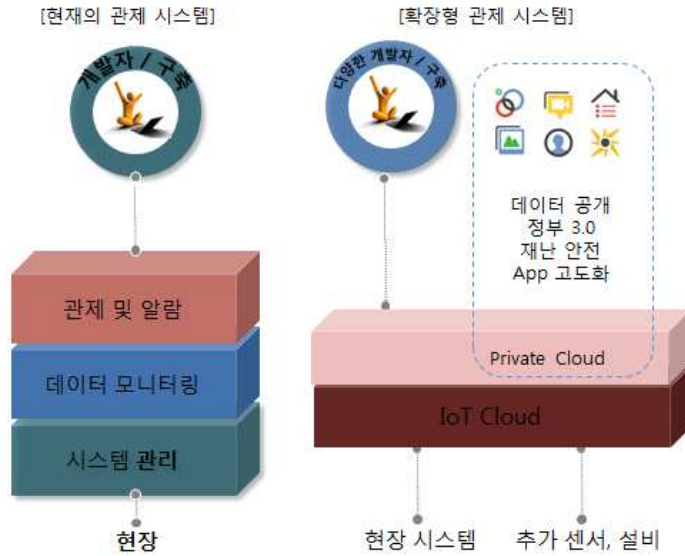 [현재의 관제 시스템]
개발자 / 구축
관제 및 알람
데이터 모니터링
시스템 관리
현장
[확장형 관제 시스템]
다양한 개발자 / 구축
데이터 공개
정부 3.0
재난 안전
App 고도화
Private Cloud
IoT Cloud
현장 시스템
추가 센서, 설비